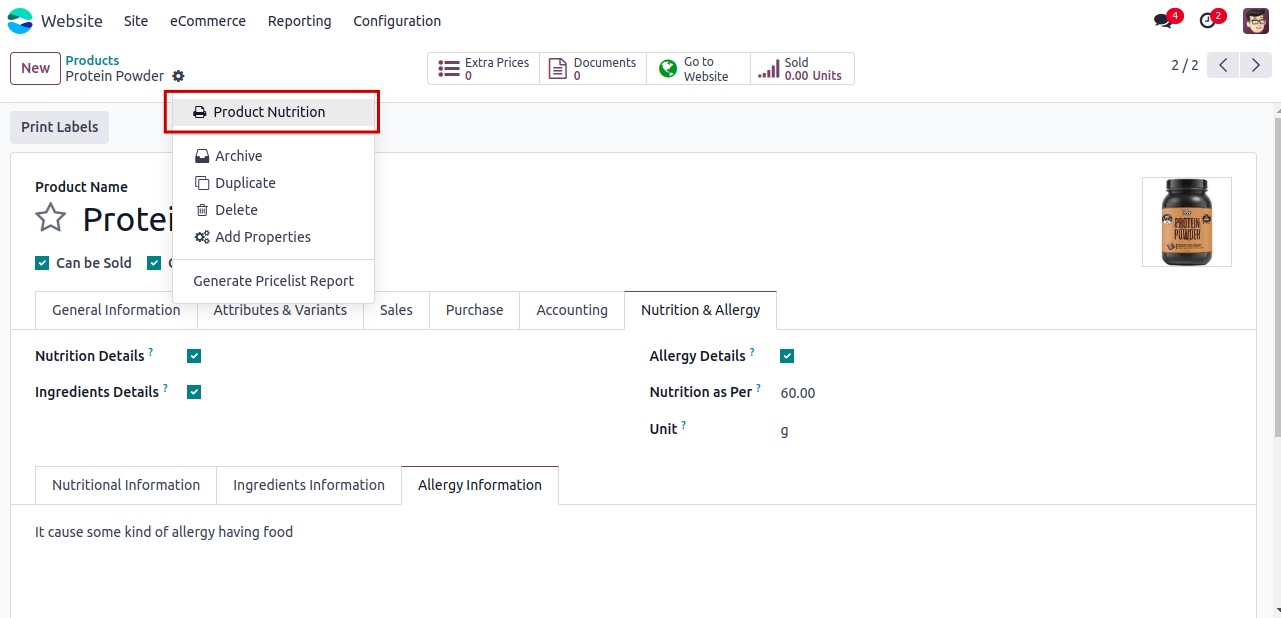 Website Site eCommerce Reporting Configuration 4 2
New Products
Protein Powder
Extra Prices
0
Documents
0
Go to
Website
Sold
0.00 Units
2 / 2
Product Nutrition
Print Labels
Archive
Duplicate
Delete
Add Properties
Generate Pricelist Report
Product Name
Protei
Can be Sold
PROTEIN
POWDER
General Information Attributes & Variants Sales Purchase Accounting Nutrition & Allergy
Nutrition Details ? Allergy Details ?
Ingredients Details ? Nutrition as Per ? 60.00
Unit ? g
Nutritional Information Ingredients Information Allergy Information
It cause some kind of allergy having food